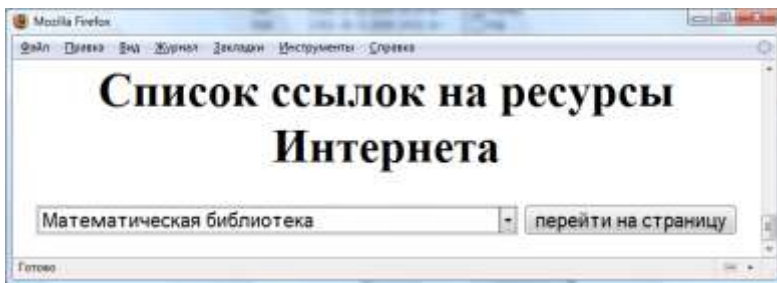 Mozilla Firefox
Файл Правка Вид Журнал Закладки Инструменты Справка
Список ссылок на ресурсы
Интернета
Математическая библиотека перейти на страницу
Готово